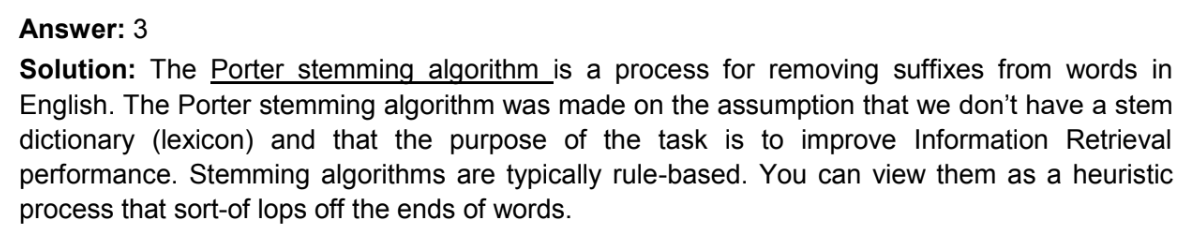 Answer: 3
Solution: The Porter stemming algorithm is a process for removing suffixes from words in
English. The Porter stemming algorithm was made on the assumption that we don’t have a stem
dictionary (lexicon) and that the purpose of the task is to improve Information Retrieval
performance. Stemming algorithms are typically rule-based. You can view them as a heuristic
process that sort-of lops off the ends of words.